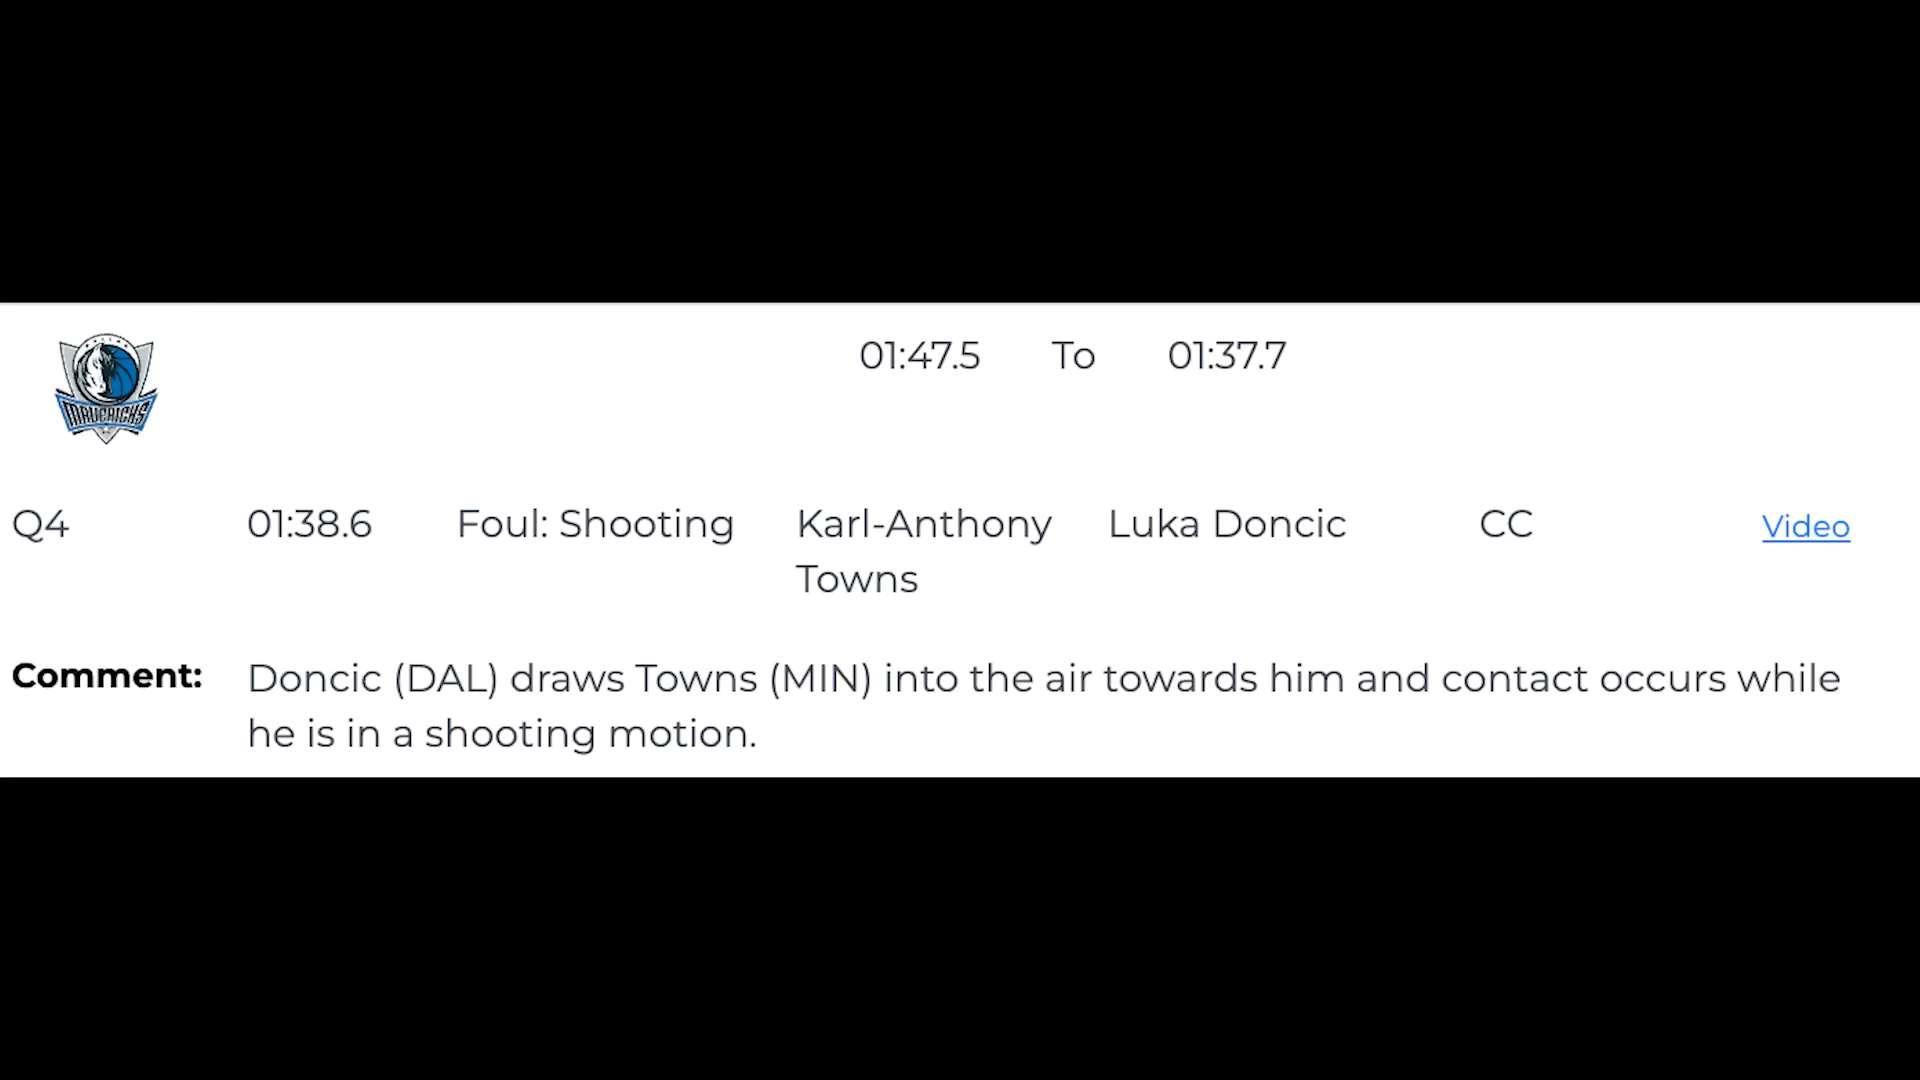 01:47.5 To 01:37.7
MAVERICKS
Q4 01:38.6 Foul: Shooting Karl-Anthony Luka Doncic CC Video
Towns
Comment: Doncic (DAL) draws Towns (MIN) into the air towards him and contact occurs while
he is in a shooting motion.